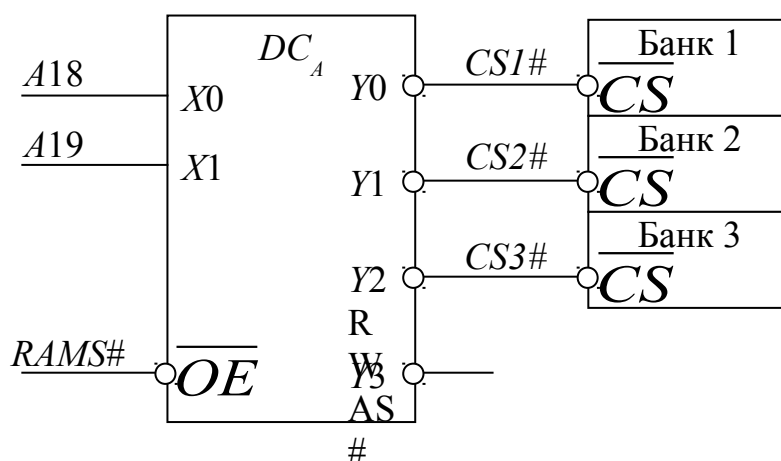 DC_A
A18
X0
A19
X1
RAMS#
OE
Y0
Y1
Y2
R
W
Y3
AS
#
CS1#
CS2#
CS3#
Банк 1
CS
Банк 2
CS
Банк 3
CS